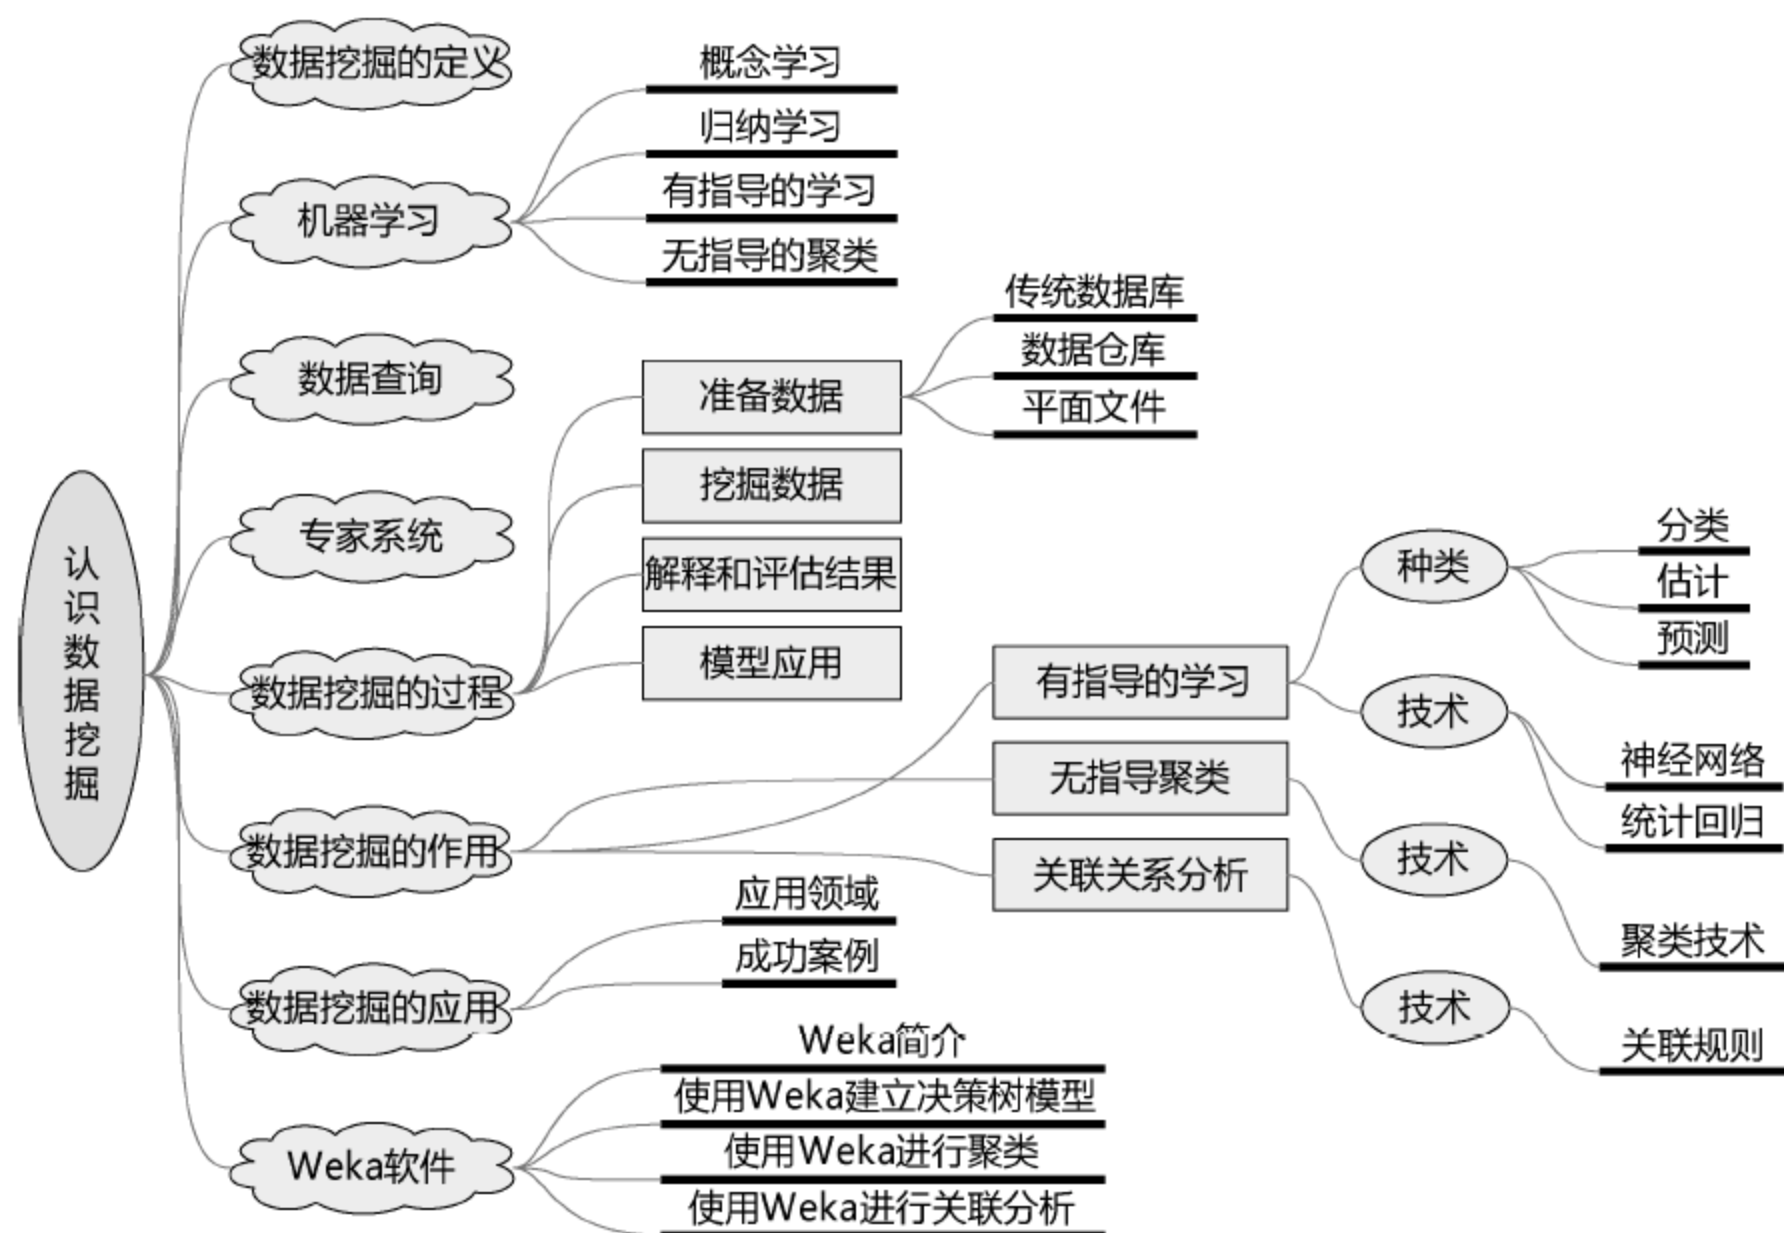 认识数据挖掘
数据挖掘的定义
机器学习
概念学习
归纳学习
有指导的学习
无指导的聚类
数据查询
专家系统
数据挖掘的过程
准备数据
传统数据库
数据仓库
平面文件
挖掘数据
解释和评估结果
模型应用
数据挖掘的作用
有指导的学习
种类
分类
估计
预测
技术
神经网络
统计回归
无指导聚类
技术
聚类技术
关联关系分析
技术
关联规则
数据挖掘的应用
应用领域
成功案例
Weka软件
Weka简介
使用Weka建立决策树模型
使用Weka进行聚类
使用Weka进行关联分析